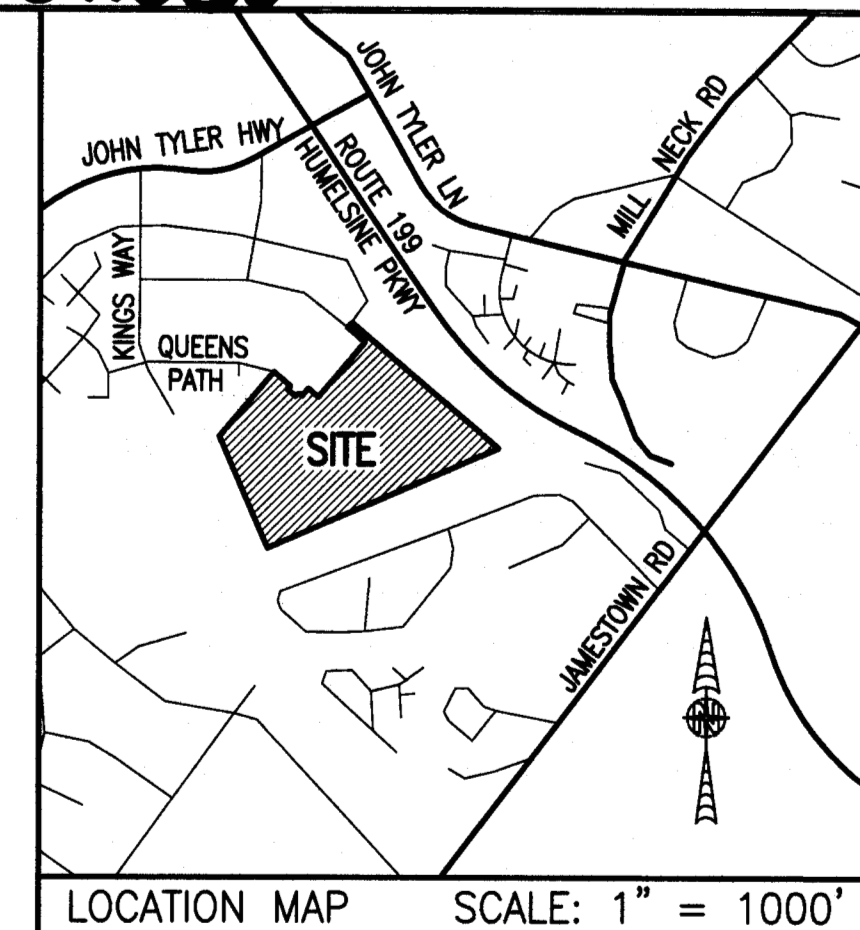 JOHN TYLER HWY
JOHN TYLER LN
ROUTE 199
HUMELSINE PKWY
MILL NECK RD
KINGS WAY
QUEENS
PATH
SITE
JAMESTOWN RD
LOCATION MAP SCALE: 1" = 1000'